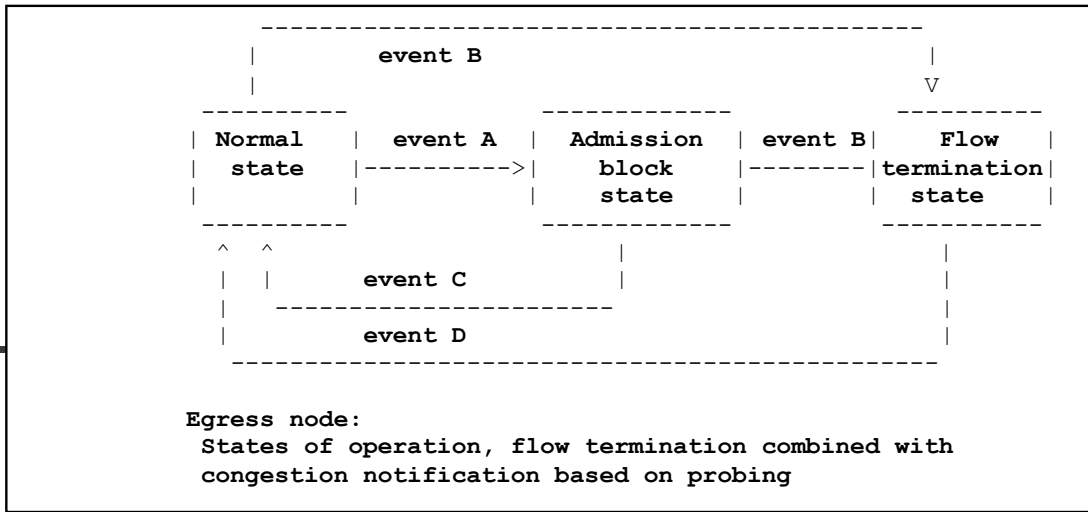 event B
V
Normal event A Admission event B Flow
state > block termination
state state
^ ^
event C
event D
Egress node:
States of operation, flow termination combined with
congestion notification based on probing